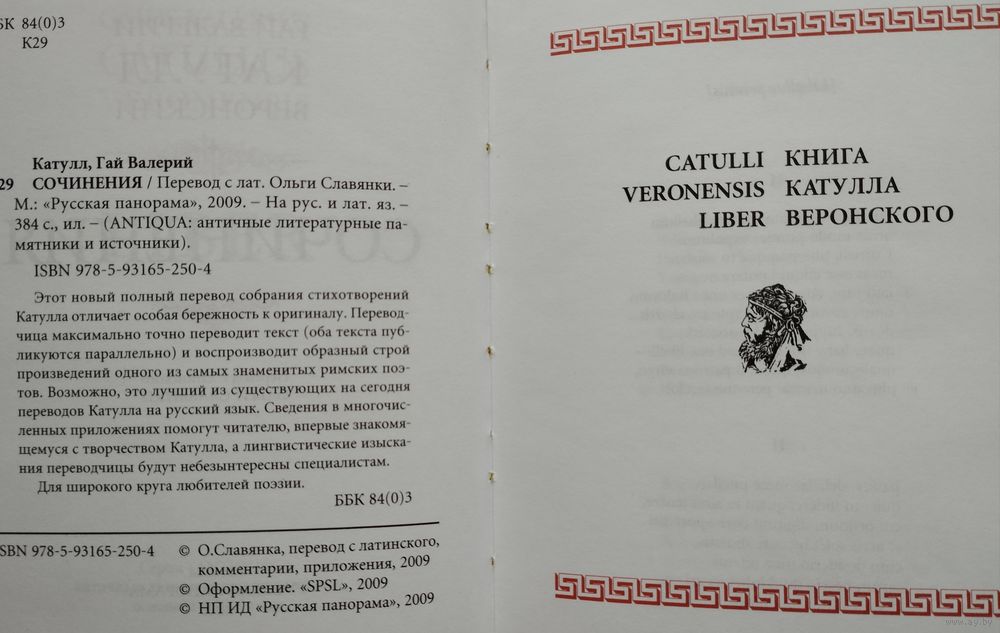 БК 84(0)3
К29
Катулл, Гай Валерий
29 СОЧИНЕНИЯ / Перевод с лат. Ольги Славянки. –
М.: «Русская панорама», 2009. – На рус. и лат. яз. –
384 с., ил. – (ANTIQUA: античные литературные па-
мятники и источники).
ISBN 978-5-93165-250-4
Этот новый полный перевод собрания стихотворений
Катулла отличает особая бережность к оригиналу. Перевод-
чица максимально точно переводит текст (оба текста пуб-
ликуются параллельно) и воспроизводит образный строй
произведений одного из самых знаменитых римских поэ-
тов. Возможно, это лучший из существующих на сегодня
переводов Катулла на русский язык. Сведения в многочис-
ленных приложениях помогут читателю, впервые знакомя-
щемуся с творчеством Катулла, а лингвистические изыска-
ния переводчицы будут небезынтересны специалистам.
Для широкого круга любителей поэзии.
ББК 84(0)3
SBN 978-5-93165-250-4
© О.Славянка, перевод с латинского,
комментарии, приложения, 2009
© Оформление. «SPSL», 2009
© НП ИД «Русская панорама», 2009
CATULLI КНИГА
VERONENSIS КАТУЛЛА
LIBER ВЕРОНСКОГО
www.ay.by